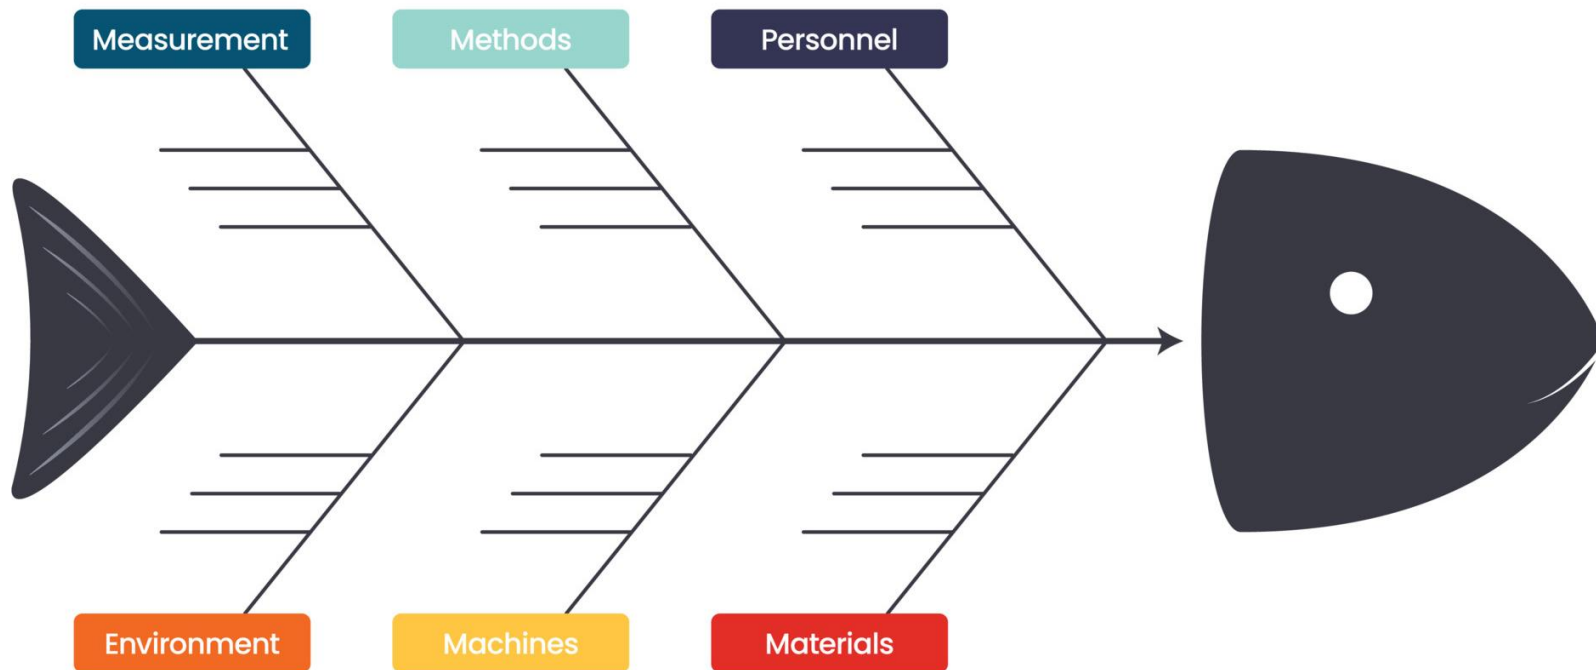 Measurement
Methods
Personnel
Environment
Machines
Materials